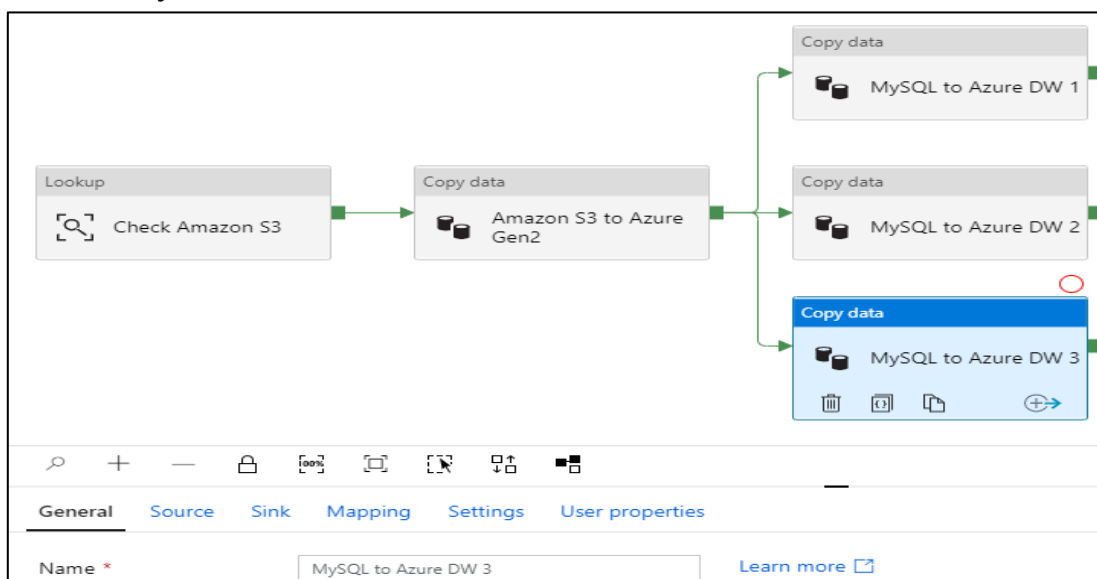 Copy data
MySQL to Azure DW 1
Lookup
Check Amazon S3
Copy data
Amazon S3 to Azure
Gen2
Copy data
MySQL to Azure DW 2
Copy data
MySQL to Azure DW 3
100%
General Source Sink Mapping Settings User properties
Name * MySQL to Azure DW 3 Learn more